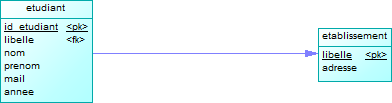 etudiant
id_etudiant <pk>
libelle <fk>
nom
prenom
mail
annee
etablissement
libelle <pk>
adresse